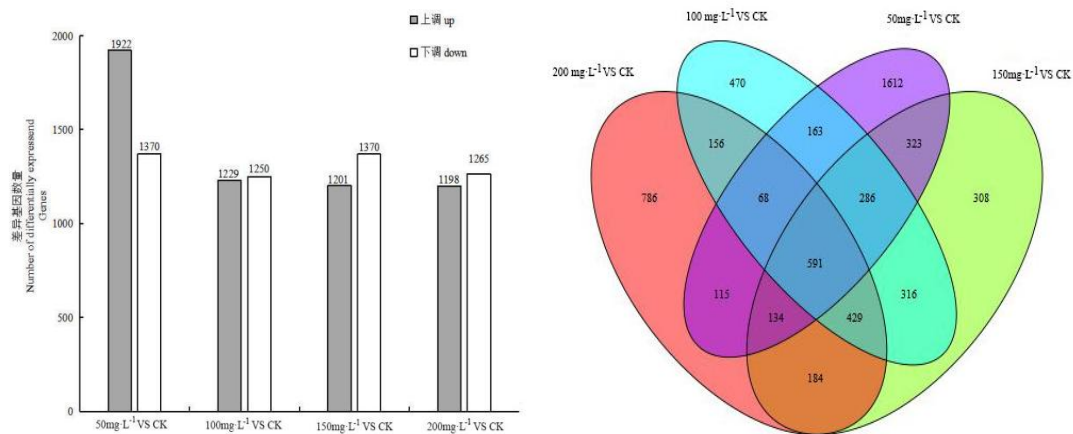 上调 up
下调 down
差异基因数量
Number of differentially expressend
Genes
2000
1500
1000
500
0
1922
1370
1229
1250
1201
1370
1198
1265
50mg·L⁻¹ VS CK
100mg·L⁻¹ VS CK
150mg·L⁻¹ VS CK
200mg·L⁻¹ VS CK
100 mg·L⁻¹ VS CK
50mg·L⁻¹ VS CK
200 mg·L⁻¹ VS CK
150mg·L⁻¹ VS CK
470
1612
156
163
323
786
68
286
308
591
115
316
134
429
184